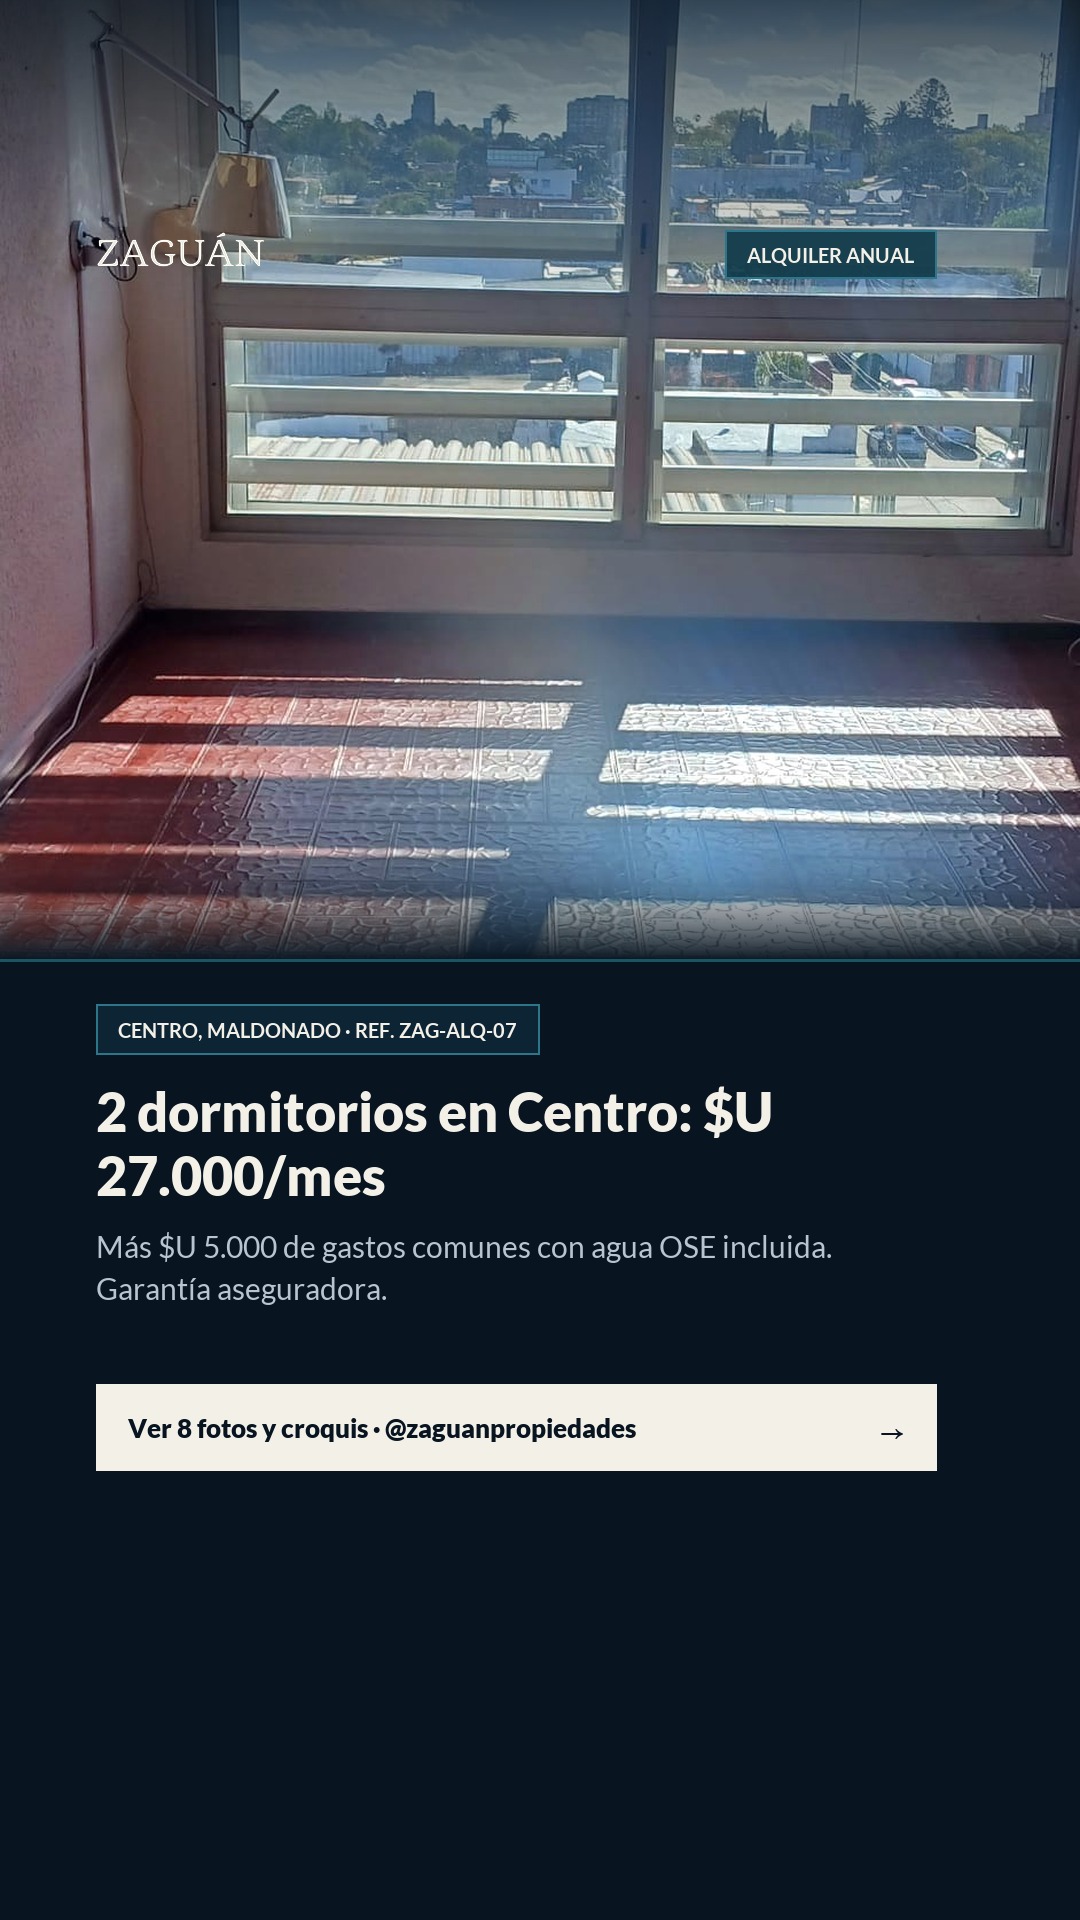 ZAGUÁN
ALQUILER ANUAL
CENTRO, MALDONADO · REF. ZAG-ALQ-07
2 dormitorios en Centro: $U
27.000/mes
Más $U 5.000 de gastos comunes con agua OSE incluida.
Garantía aseguradora.
Ver 8 fotos y croquis · @zaguanpropiedades →